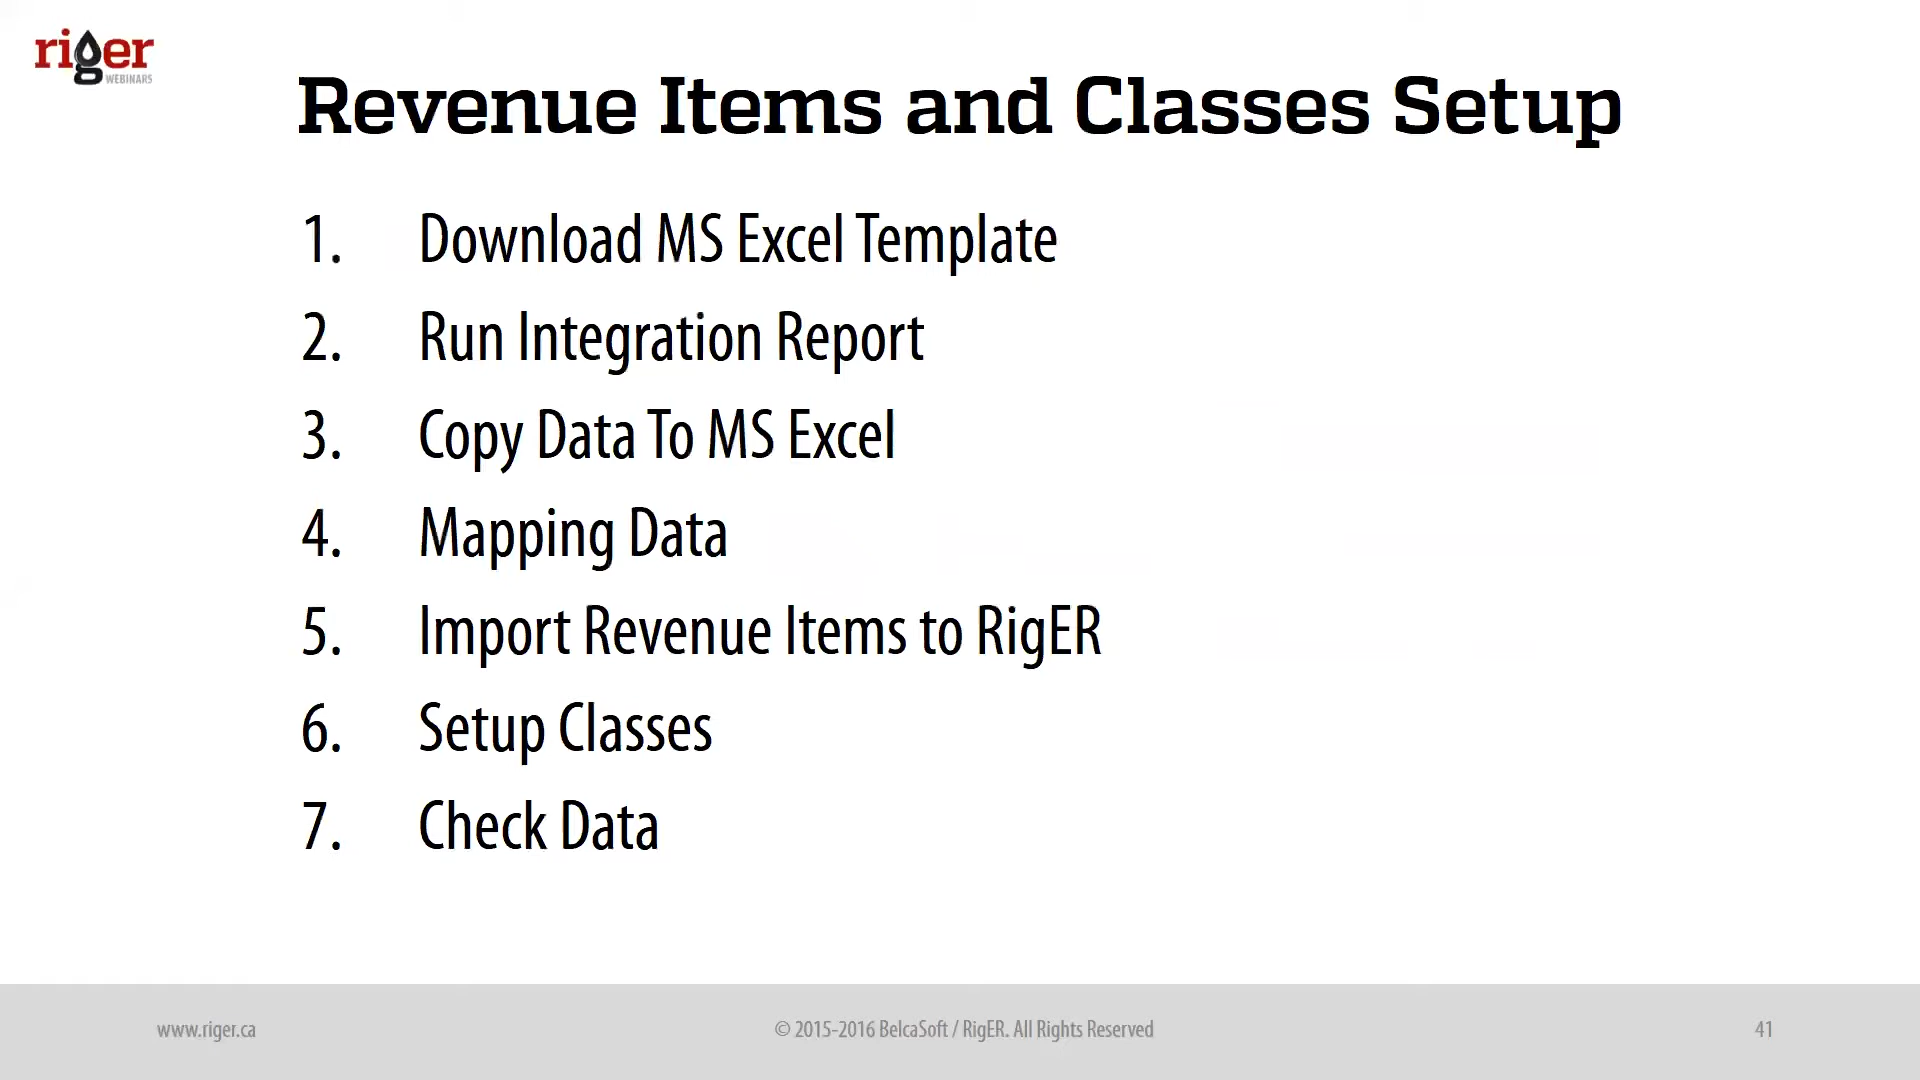 riger
WEBINARS
Revenue Items and Classes Setup
1. Download MS Excel Template
2. Run Integration Report
3. Copy Data To MS Excel
4. Mapping Data
5. Import Revenue Items to RigER
6. Setup Classes
7. Check Data
www.riger.ca
© 2015-2016 BelcaSoft / RigER. All Rights Reserved
41